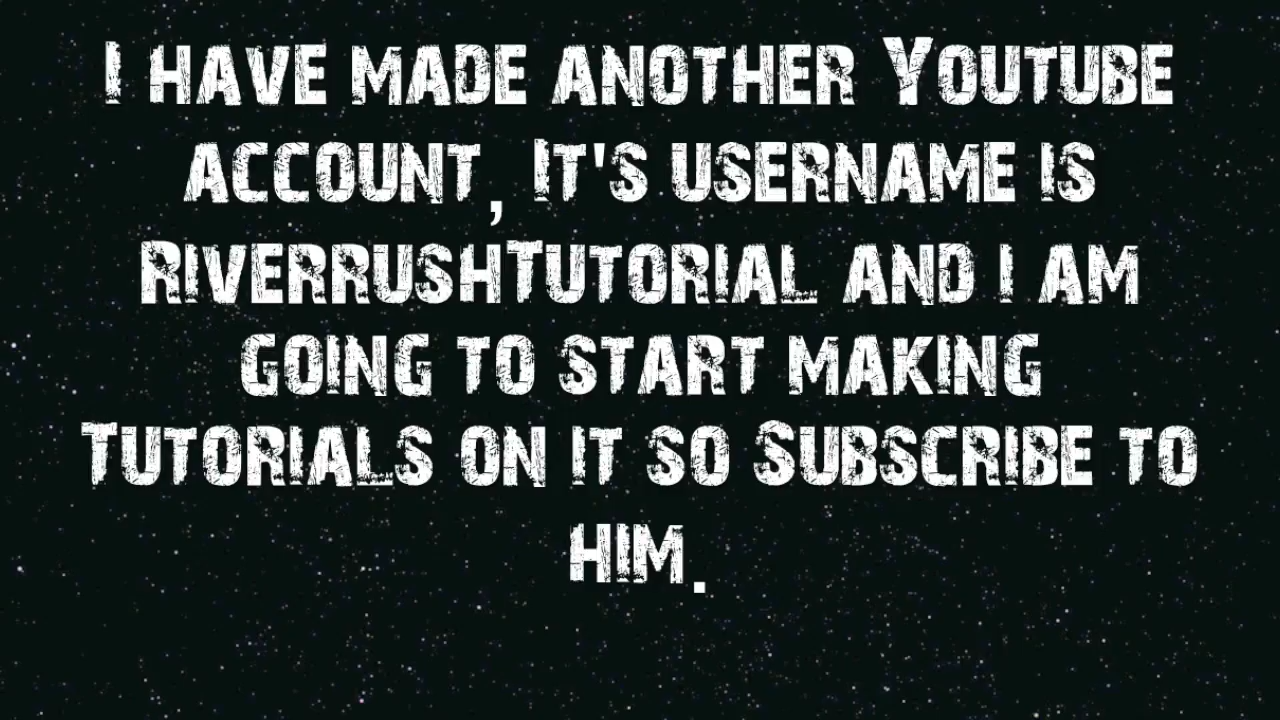 I have made another Youtube
account, It's username is
RiverrushTutorial and i am
going to start making
Tutorials on it so Subscribe to
him.